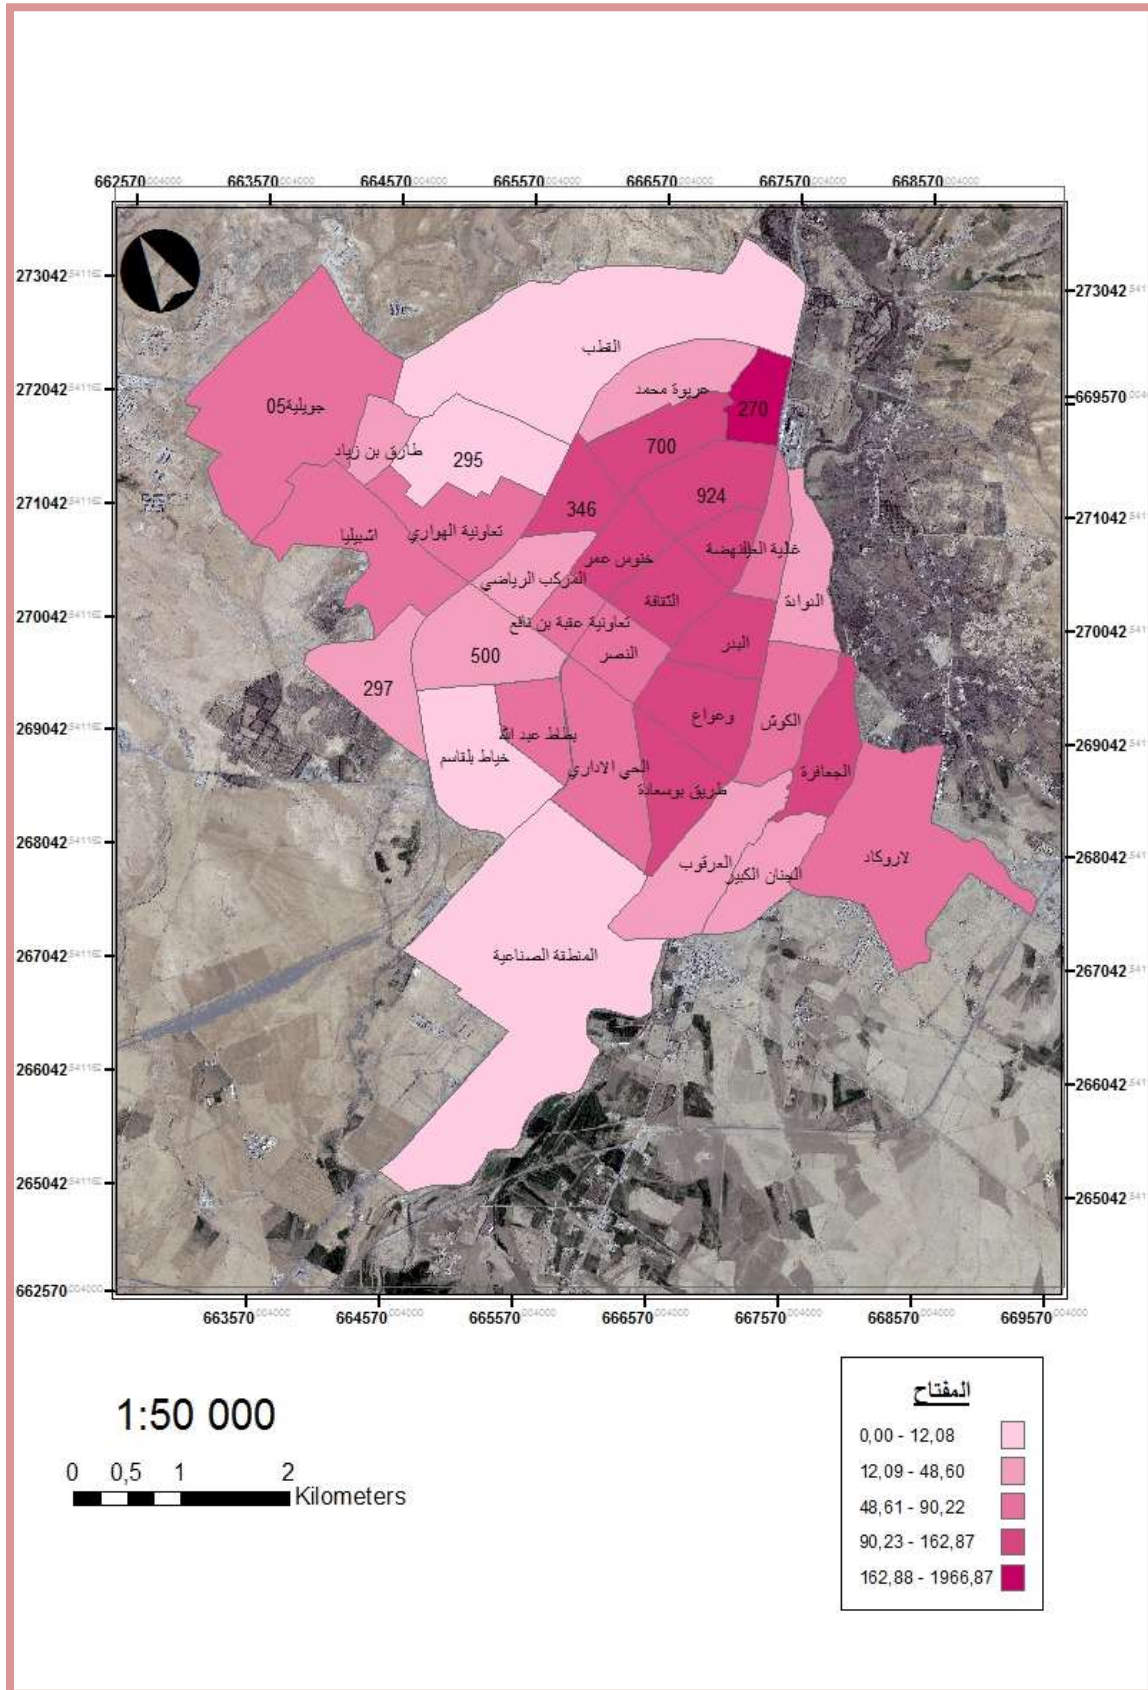 662570 663570 664570 665570 666570 667570 668570
273042
273042
القطب
272042
669570
عريوة محمد
270
جويلية05
700
طارق بن زياد
295
924
271042
346
271042
اشبيليا
تعاونية الهواري
خنوس عمر
النهضة
المركب الرياضي
الثقافة
النوادة
270042
تعاونية عقبة بن نافع
270042
500
النصر
البدر
297
وعواع
الكوش
269042
بطاط عبد الله
269042
خياط بلقاسم
الحي الاداري
الجعافرة
طريق بوسعادة
268042
268042
العرقوب
الجنان الكبير
لاروكاد
267042
المنطقة الصناعية
267042
266042
266042
265042
265042
662570
663570 664570 665570 666570 667570 668570 669570
1:50 000
0 0,5 1 2
Kilometers
المفتاح
0,00 - 12,08
12,09 - 48,60
48,61 - 90,22
90,23 - 162,87
162,88 - 1966,87